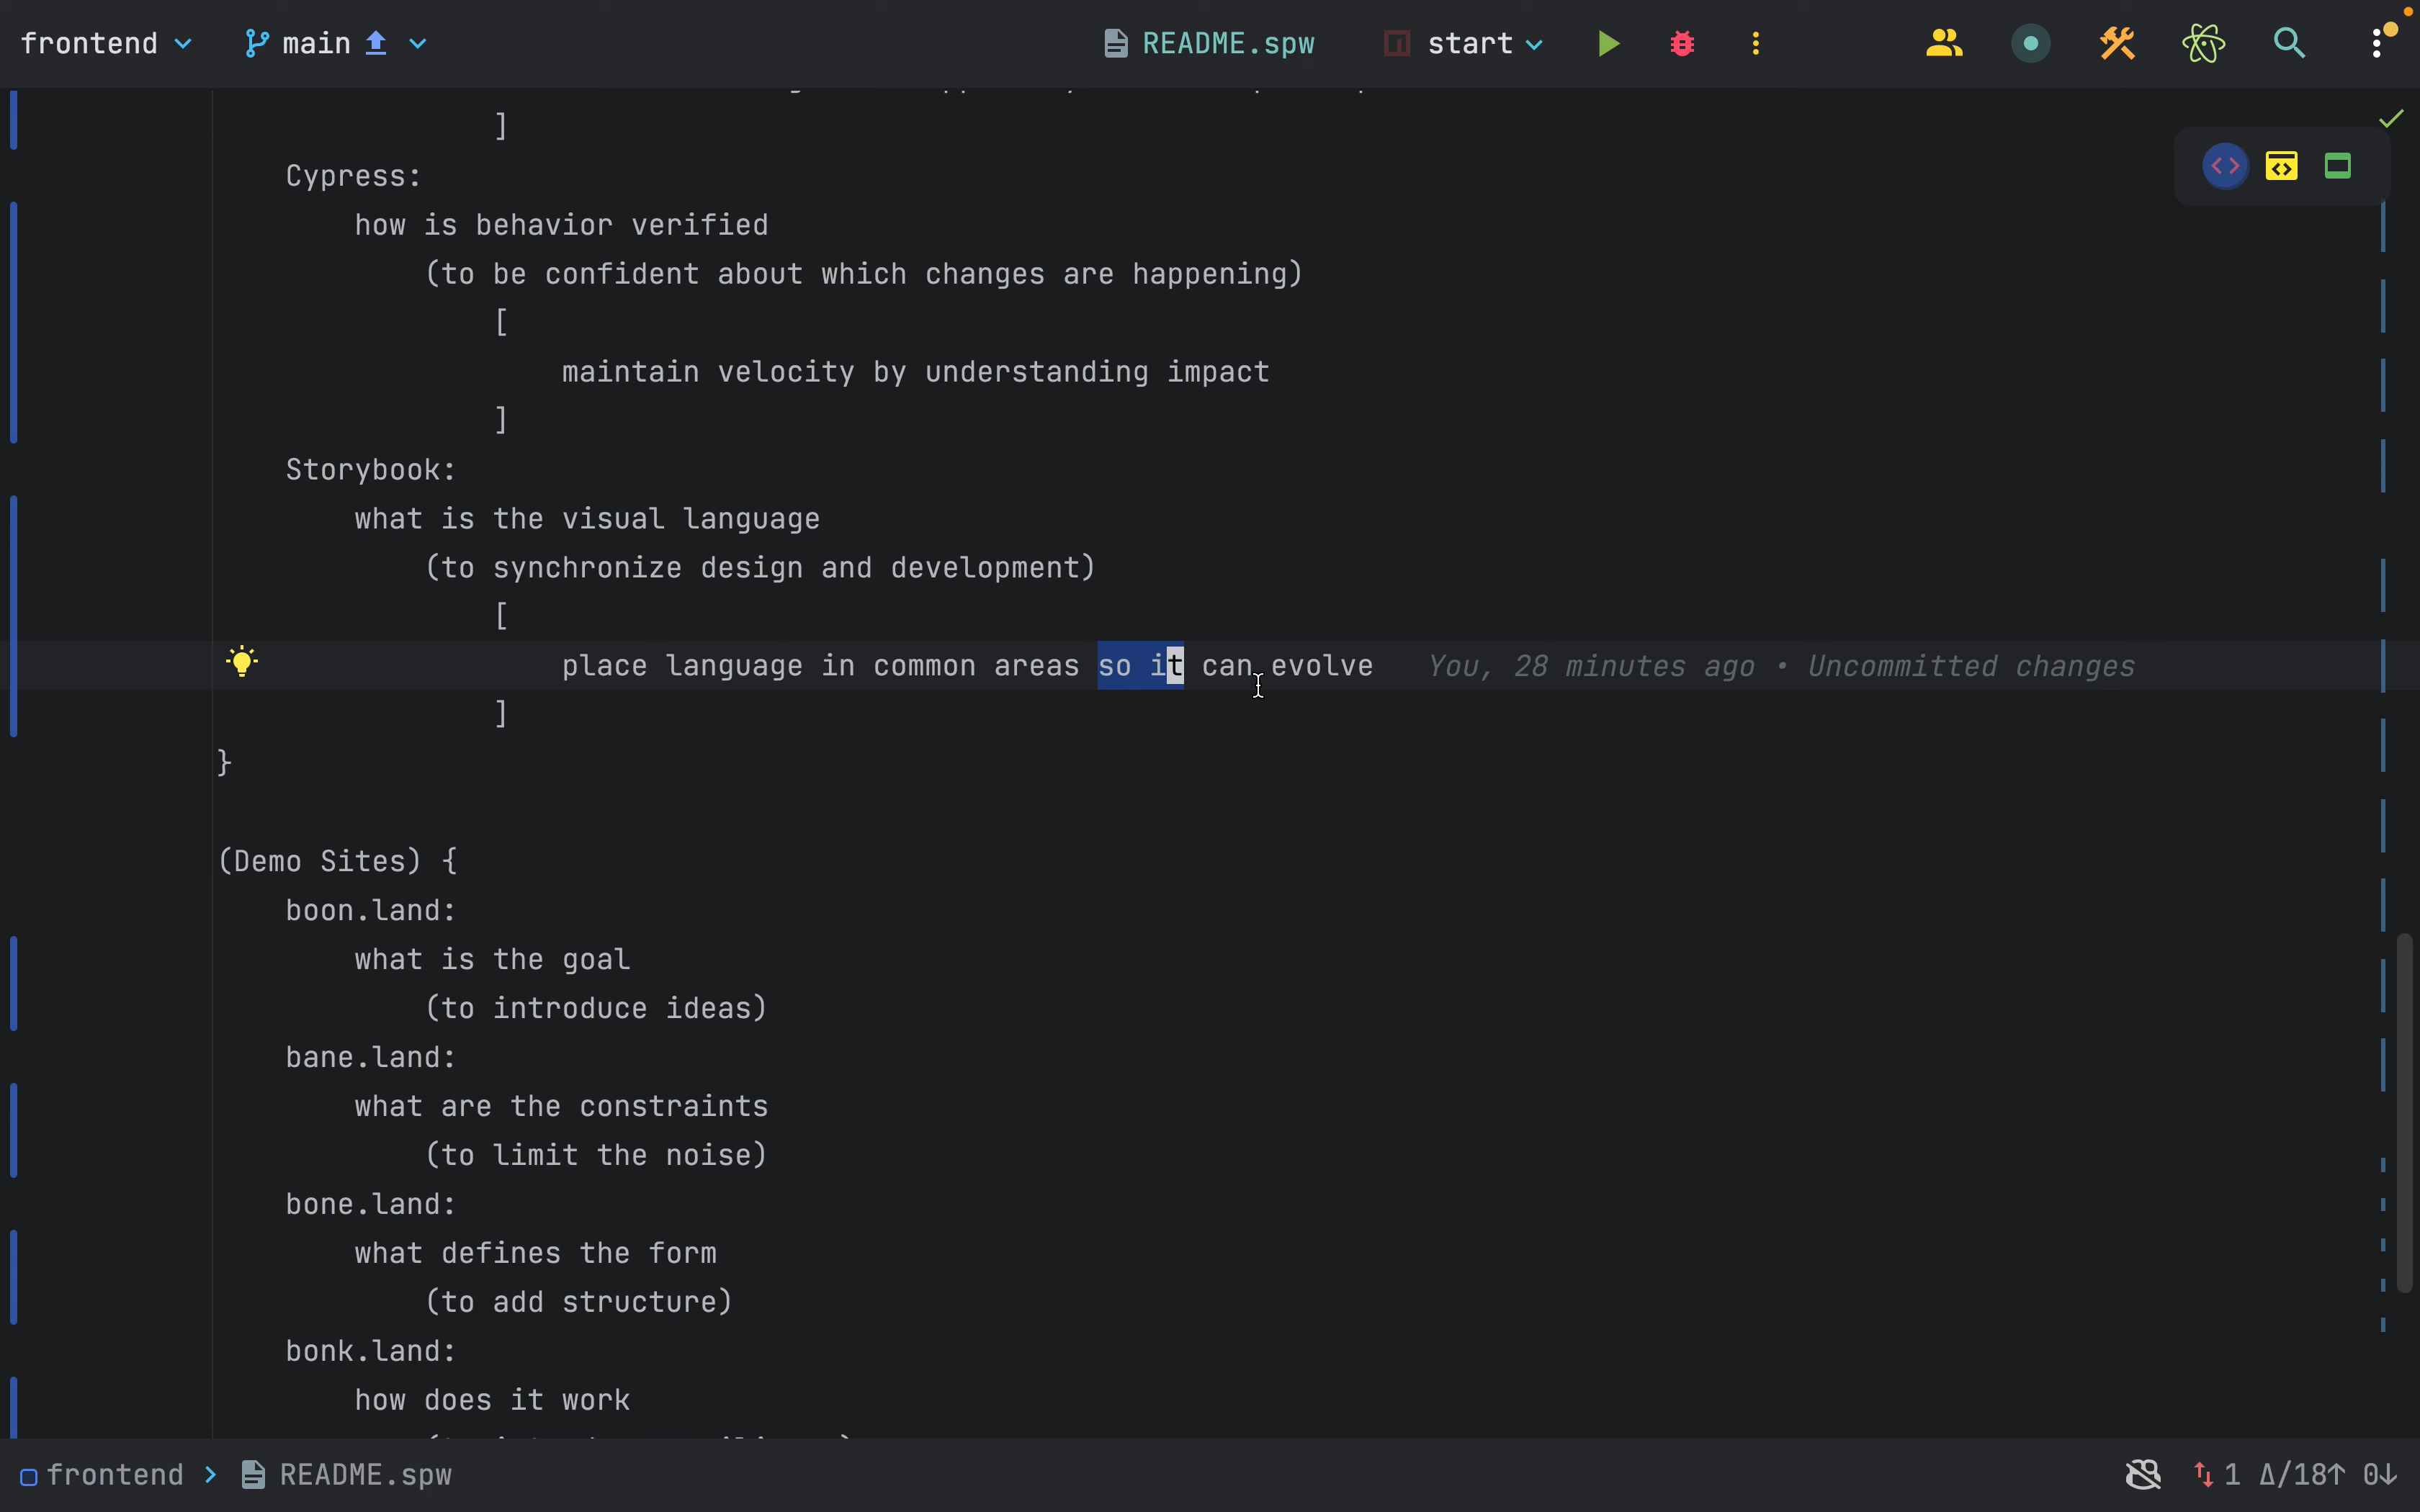 frontend main README.spw start
]
Cypress:
how is behavior verified
(to be confident about which changes are happening)
[
maintain velocity by understanding impact
]
Storybook:
what is the visual language
(to synchronize design and development)
[
place language in common areas so it can evolve You, 28 minutes ago • Uncommitted changes
]
}
(Demo Sites) {
boon.land:
what is the goal
(to introduce ideas)
bane.land:
what are the constraints
(to limit the noise)
bone.land:
what defines the form
(to add structure)
bonk.land:
how does it work
frontend > README.spw 1 Δ/18↑ 0↓